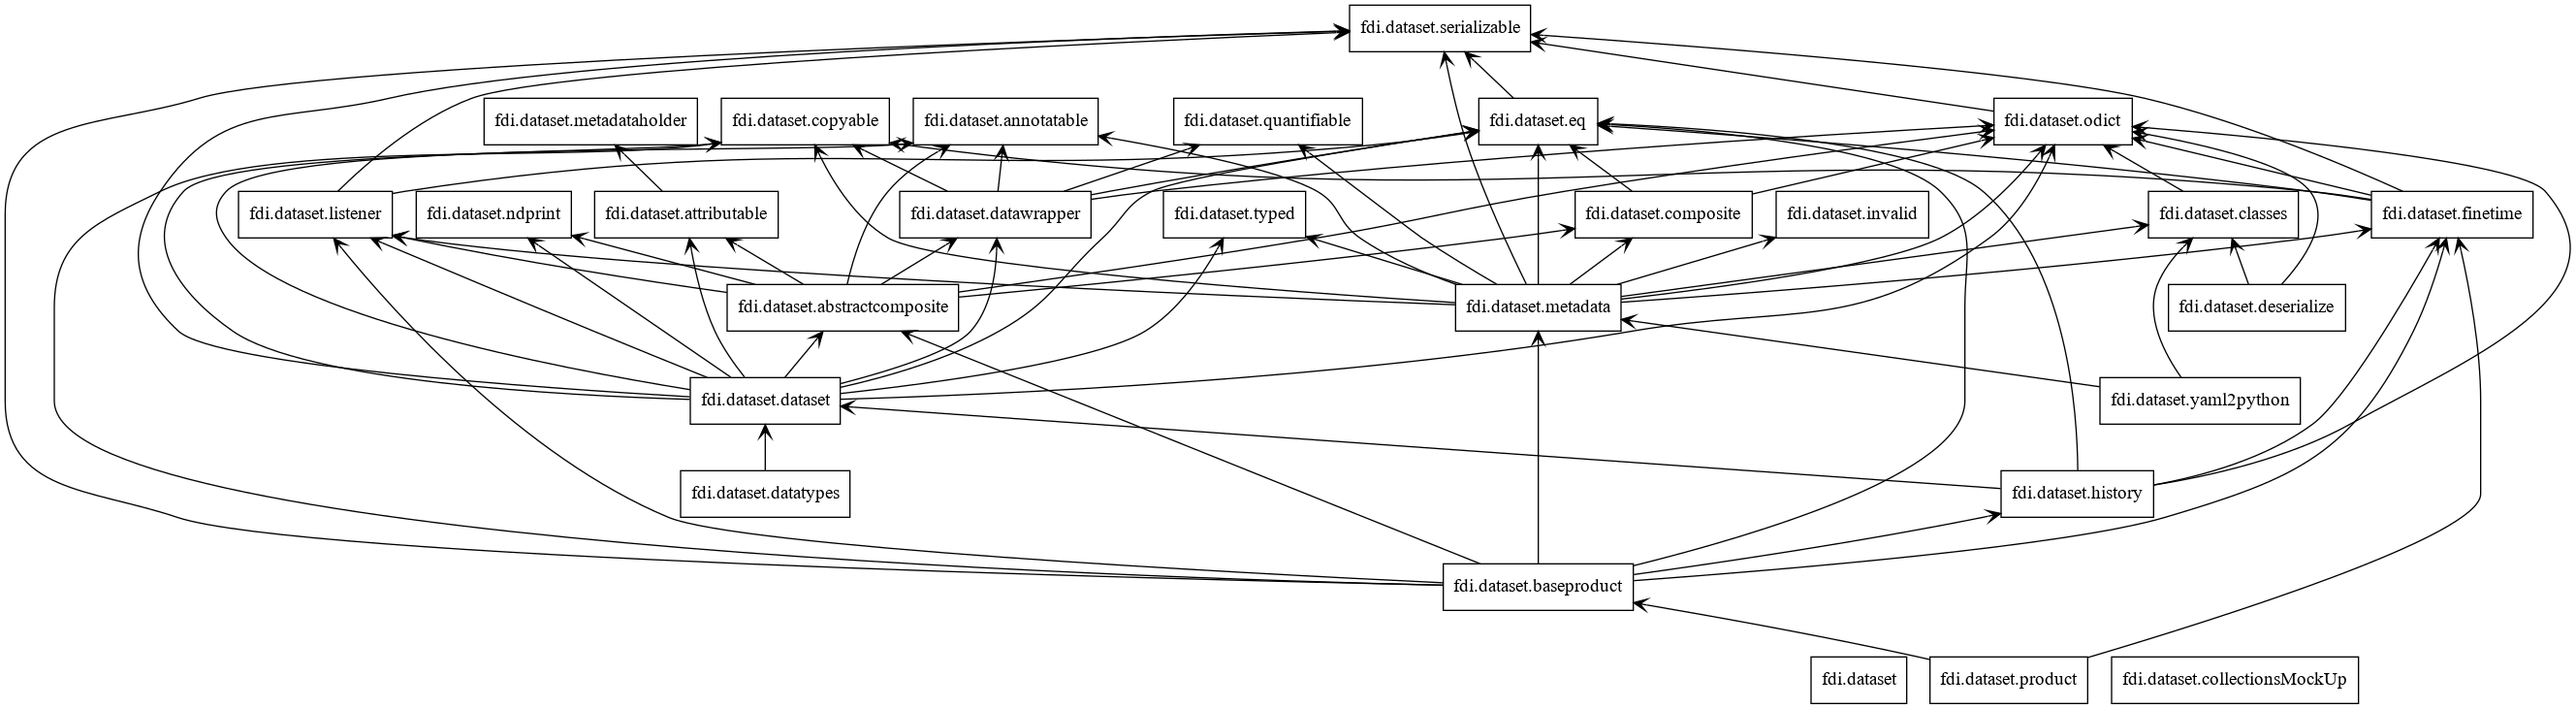 fdi.dataset.serializable
fdi.dataset.metadataholder
fdi.dataset.copyable
fdi.dataset.annotatable
fdi.dataset.quantifiable
fdi.dataset.eq
fdi.dataset.odict
fdi.dataset.listener
fdi.dataset.ndprint
fdi.dataset.attributable
fdi.dataset.datawrapper
fdi.dataset.typed
fdi.dataset.composite
fdi.dataset.invalid
fdi.dataset.classes
fdi.dataset.finetime
fdi.dataset.abstractcomposite
fdi.dataset.metadata
fdi.dataset.deserialize
fdi.dataset.dataset
fdi.dataset.yaml2python
fdi.dataset.datatypes
fdi.dataset.history
fdi.dataset.baseproduct
fdi.dataset
fdi.dataset.product
fdi.dataset.collectionsMockUp